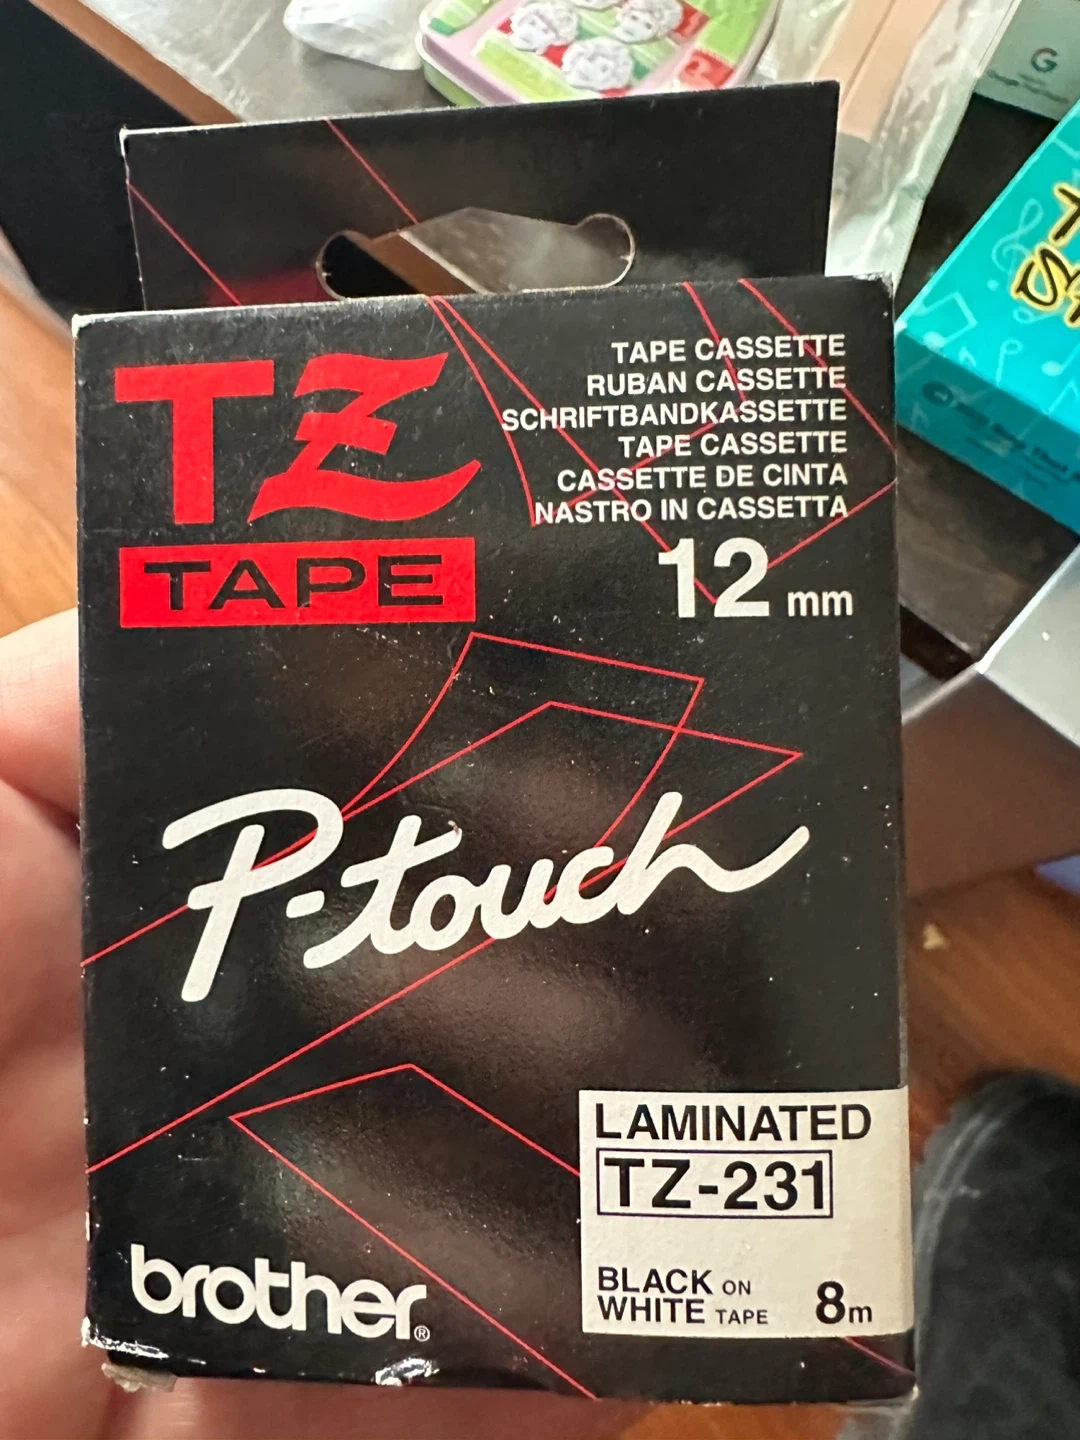 G
TZ
TAPE
TAPE CASSETTE
RUBAN CASSETTE
SCHRIFTBANDKASSETTE
TAPE CASSETTE
CASSETTE DE CINTA
NASTRO IN CASSETTA
12 mm
P-touch
LAMINATED
TZ-231
BLACK ON
WHITE TAPE 8m
brother®